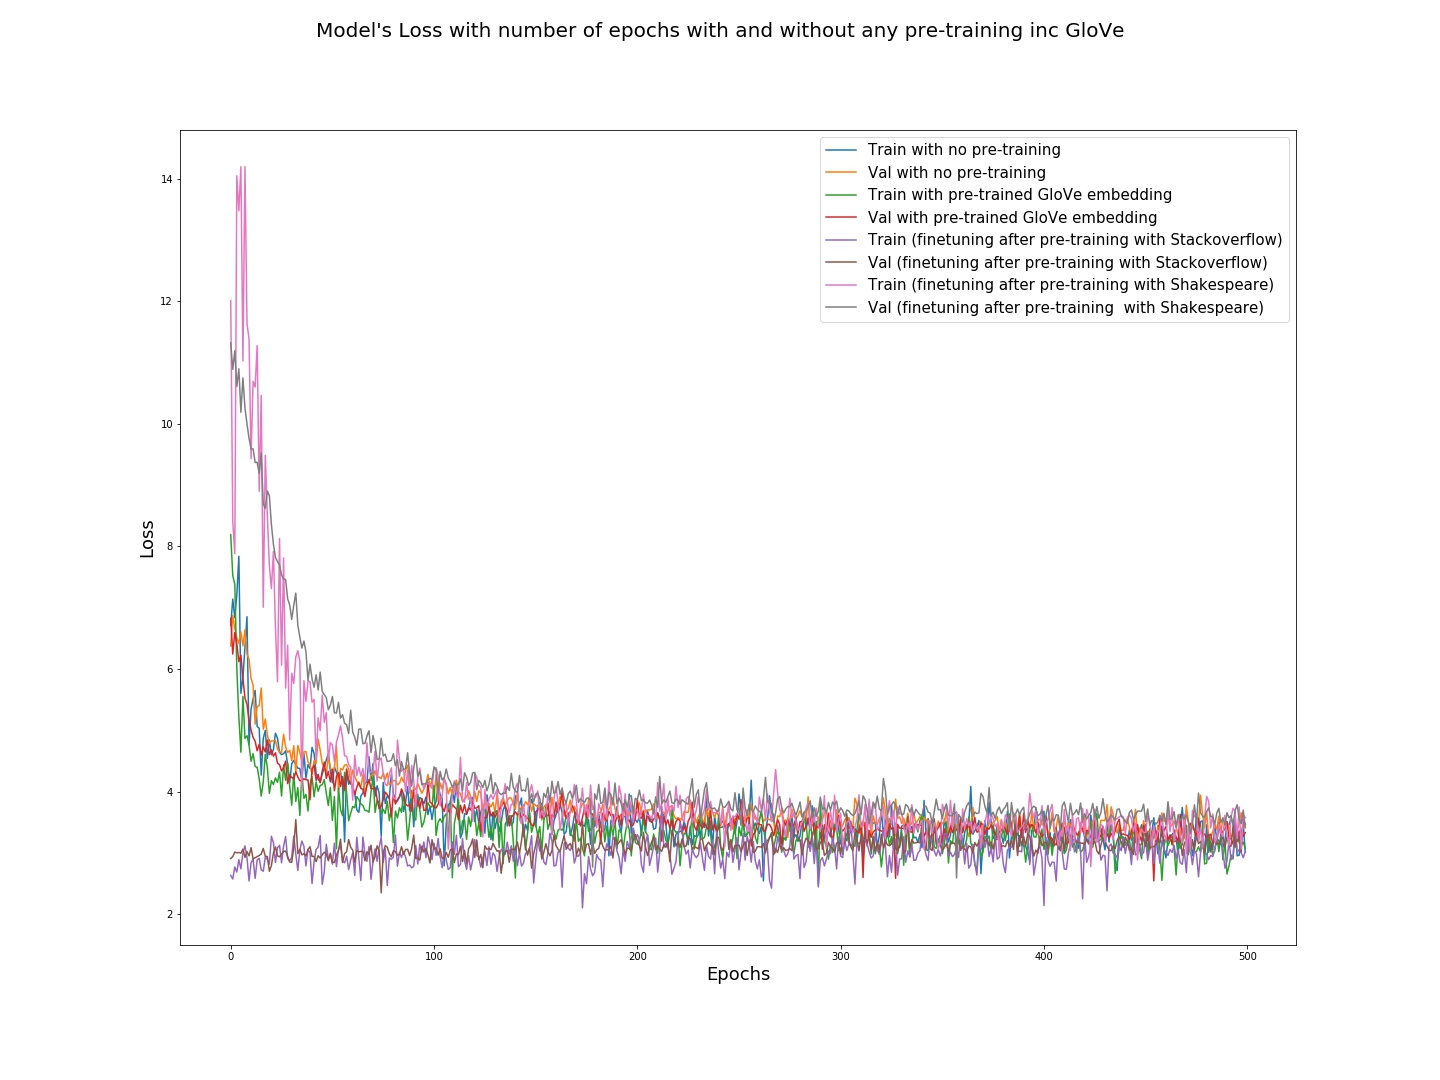 Model's Loss with number of epochs with and without any pre-training inc GloVe
Train with no pre-training
Val with no pre-training
Train with pre-trained GloVe embedding
Val with pre-trained GloVe embedding
Train (finetuning after pre-training with Stackoverflow)
Val (finetuning after pre-training with Stackoverflow)
Train (finetuning after pre-training with Shakespeare)
Val (finetuning after pre-training  with Shakespeare)
14
12
10
8
6
4
2
Loss
0 100 200 300 400 500
Epochs